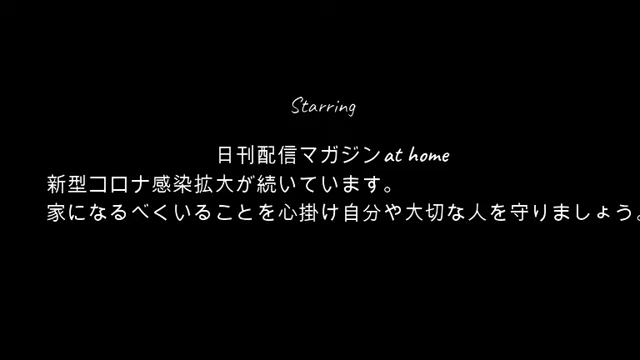 Starring
日刊配信マガジンat home
新型コロナ感染拡大が続いています。
家になるべくいることを心掛け自分や大切な人を守りましょう。